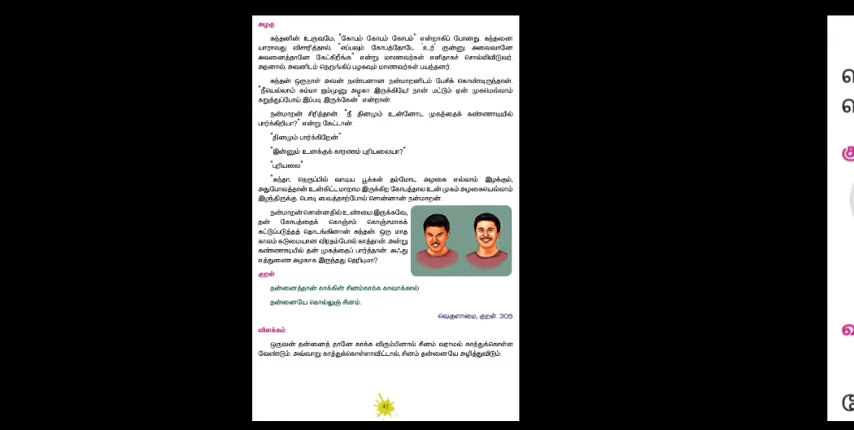 அழகு
கந்தனின் உருவமே, "கோபம் கோபம் கோபம்" என்றாகிப் போனது. கந்தனை
யாராவது விசாரித்தால், "எப்பவும் கோபத்தோடே 'உர்' ருன்னு அலைவானே
அவனைத்தானே கேட்கிறீங்க" என்று மாணவர்கள் எளிதாகச் சொல்லிவிடுவர்.
அதனால், அவனிடம் நெருங்கிப் பழகவும் மாணவர்கள் பயந்தனர்.
கந்தன் ஒருநாள் அவன் நண்பனான நன்மாறனிடம் பேசிக் கொண்டிருந்தான்.
"நீயெல்லாம் சும்மா ஜம்முனு அழகா இருக்கியே! நான் மட்டும் ஏன் முகமெல்லாம்
கறுத்துப்போய் இப்படி இருக்கேன்" என்றான்.
நன்மாறன் சிரித்தான். "நீ தினமும் உன்னோட முகத்தைக் கண்ணாடியில்
பார்க்கிறியா?" என்று கேட்டான்.
"தினமும் பார்க்கிறேன்"
"இன்னும் உனக்குக் காரணம் புரியலையா?"
"புரியலை"
"கந்தா, நெருப்பில் வாடிய பூக்கள் தம்மோட அழகை எல்லாம் இழக்கும்,
அதுபோலத்தான் உன்கிட்ட மாறாம இருக்கிற கோபத்தால உன் முகம் அழகையெல்லாம்
இழந்திருக்கு. பொடி வைத்தாற்போல் சொன்னான் நன்மாறன்.
நன்மாறன் சொன்னதில் உண்மை இருக்கவே,
தன் கோபத்தைக் கொஞ்சம் கொஞ்சமாகக்
கட்டுப்படுத்தத் தொடங்கினான் கந்தன். ஒரு மாத
காலம் கடுமையான விரதம்போல் காத்தான். அன்று
கண்ணாடியில் தன் முகத்தைப் பார்த்தான். அஃது
எத்துணை அழகாக இருந்தது தெரியுமா?
குறள்
தன்னைத்தான் காக்கின் சினம்காக்க காவாக்கால்
தன்னையே கொல்லுஞ் சினம்.
வெகுளாமை, குறள். 305
விளக்கம்
ஒருவன் தன்னைத் தானே காக்க விரும்பினால் சினம் வராமல் காத்துக்கொள்ள
வேண்டும். அவ்வாறு காத்துக்கொள்ளாவிட்டால், சினம் தன்னையே அழித்துவிடும்.
41